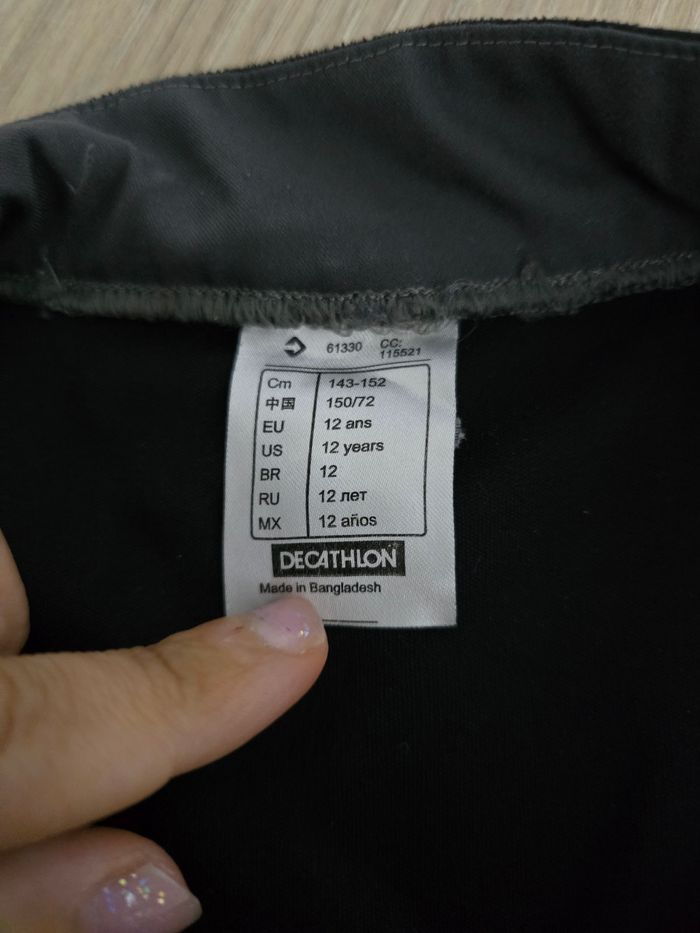 61330 CC: 115521
Cm 143-152
中国 150/72
EU 12 ans
US 12 years
BR 12
RU 12 лет
MX 12 años
DECATHLON
Made in Bangladesh